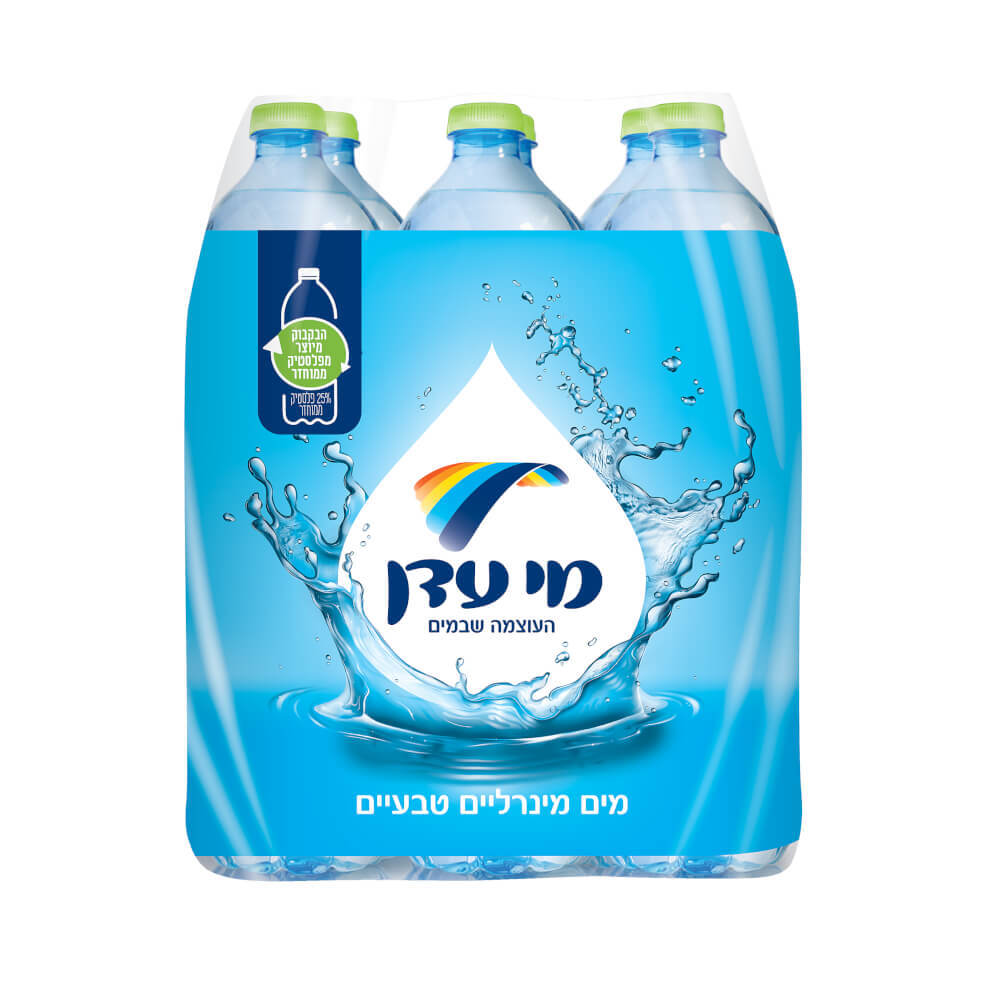 הבקבוק
מיוצר
מפלסטיק
ממוחזר
25% פלסטיק
ממוחזר
מי עדן
העוצמה שבמים
מים מינרליים טבעיים